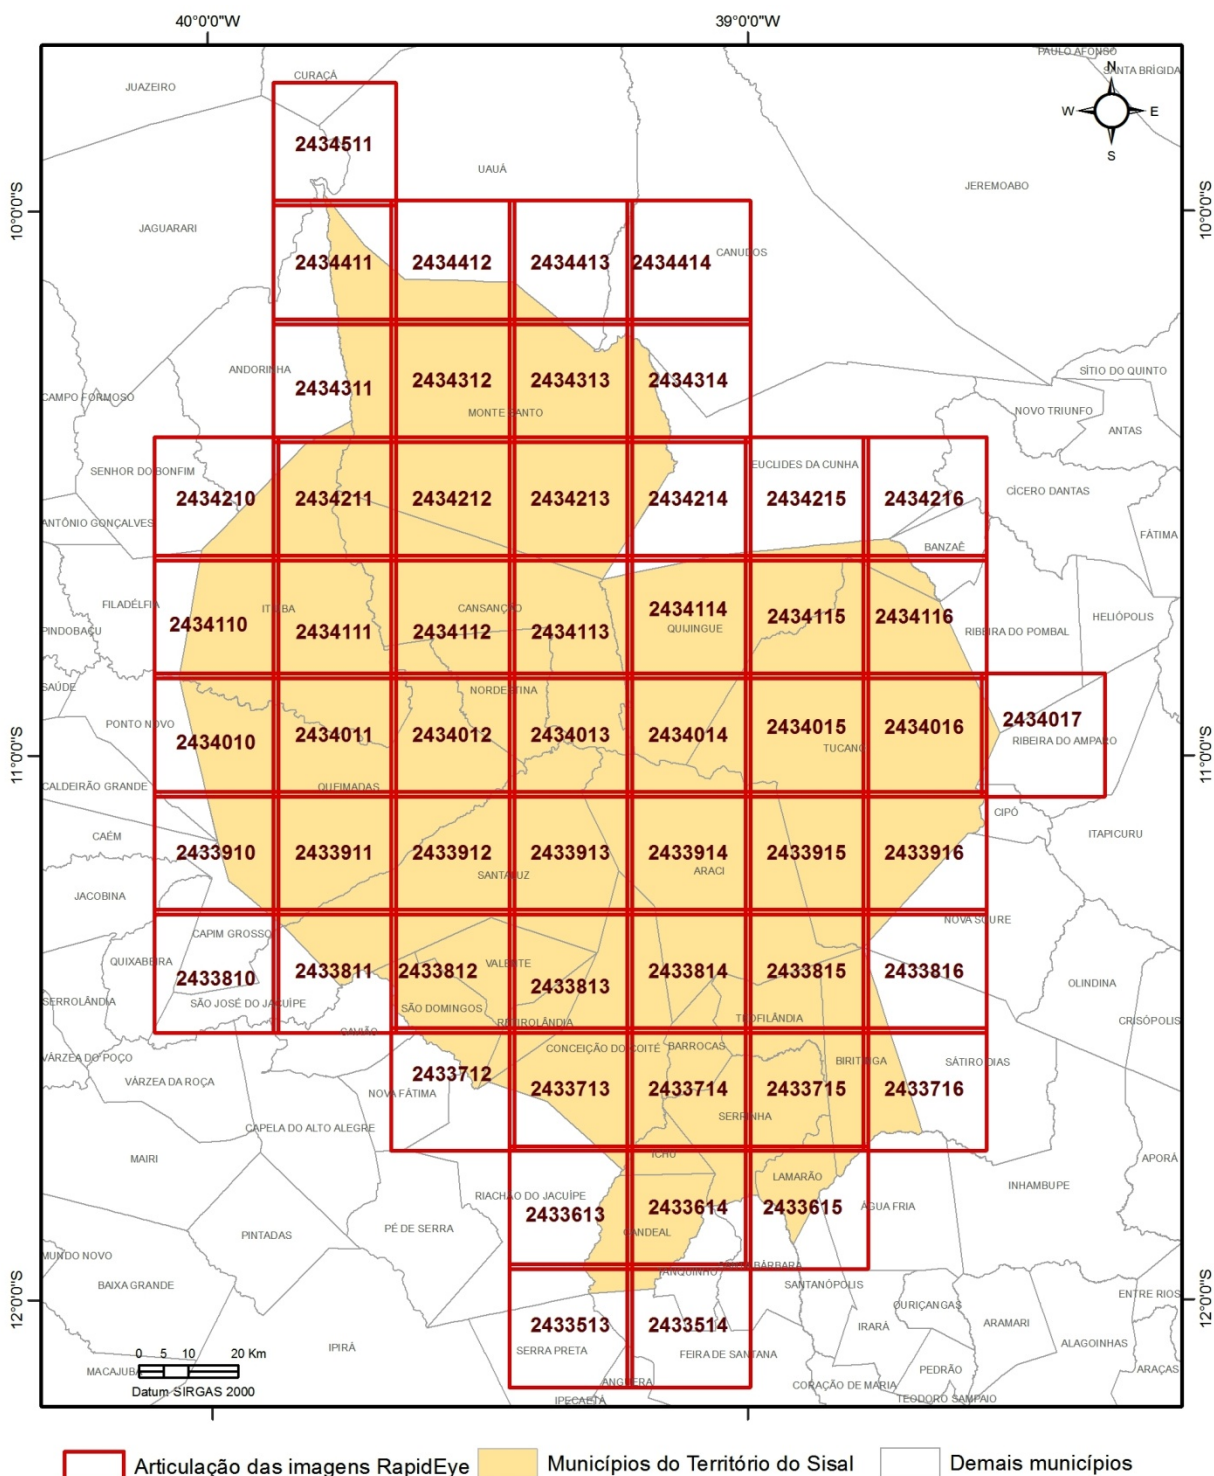 40°0'0"W 39°0'0"W
PAULO AFONSO
SANTA BRÍGIDA
CURAÇÁ
JUAZEIRO
N
W E
S
2434511
UAUÁ
JEREMOABO
10°0'0"S 10°0'0"S
JAGUARARI
CANUDOS
2434411 2434412 2434413 2434414
ANDORINHA
SÍTIO DO QUINTO
2434311 2434312 2434313 2434314
CAMPO FORMOSO
MONTE SANTO
NOVO TRIUNFO
ANTAS
SENHOR DO BONFIM
EUCLIDES DA CUNHA
CÍCERO DANTAS
2434210 2434211 2434212 2434213 2434214 2434215 2434216
ANTÔNIO GONÇALVES
FÁTIMA
BANZAÊ
FILADÉLFIA
ITIÚBA
CANSANÇÃO
HELIÓPOLIS
2434110 2434111 2434112 2434113 2434114 2434115 2434116
QUIJINGUE
PINDOBAÇU
RIBEIRA DO POMBAL
SAÚDE
NORDESTINA
PONTO NOVO
2434010 2434011 2434012 2434013 2434014 2434015 2434016 2434017
TUCANO
RIBEIRA DO AMPARO
11°0'0"S 11°0'0"S
CALDEIRÃO GRANDE
QUEIMADAS
CIPÓ
CAÉM
ITAPICURU
2433910 2433911 2433912 2433913 2433914 2433915 2433916
SANTALUZ
ARACI
JACOBINA
NOVA SOURE
CAPIM GROSSO
QUIXABEIRA
VALENTE
2433810 2433811 2433812 2433813 2433814 2433815 2433816
OLINDINA
SERROLÂNDIA
SÃO JOSÉ DO JACUÍPE
SÃO DOMINGOS
RETIROLÂNDIA
TEOFILÂNDIA
CRISÓPOLIS
GAVIÃO
CONCEIÇÃO DO COITÉ
BARROCAS
BIRITINGA
SÁTIRO DIAS
VÁRZEA DO POÇO
VÁRZEA DA ROÇA
2433712 2433713 2433714 2433715 2433716
NOVA FÁTIMA
SERRINHA
CAPELA DO ALTO ALEGRE
MAIRI
ICHU
APORÁ
LAMARÃO
INHAMBUPE
RIACHÃO DO JACUÍPE
2433613 2433614 2433615
ÁGUA FRIA
PINTADAS
PÉ DE SERRA
CANDEAL
MUNDO NOVO
BAIXA GRANDE
SANTANÓPOLIS
ENTRE RIOS
12°0'0"S 12°0'0"S
OURIÇANGAS
2433513 2433514
IRARÁ
ARAMARI
ALAGOINHAS
IPIRÁ
SERRA PRETA
FEIRA DE SANTANA
PEDRÃO
ARAÇAS
0 5 10 20 Km
MACAJUBA
ANGUERA
CORAÇÃO DE MARIA
Datum SIRGAS 2000
IPECAETÁ
TEODORO SAMPAIO
Articulação das imagens RapidEye Municípios do Território do Sisal Demais municípios